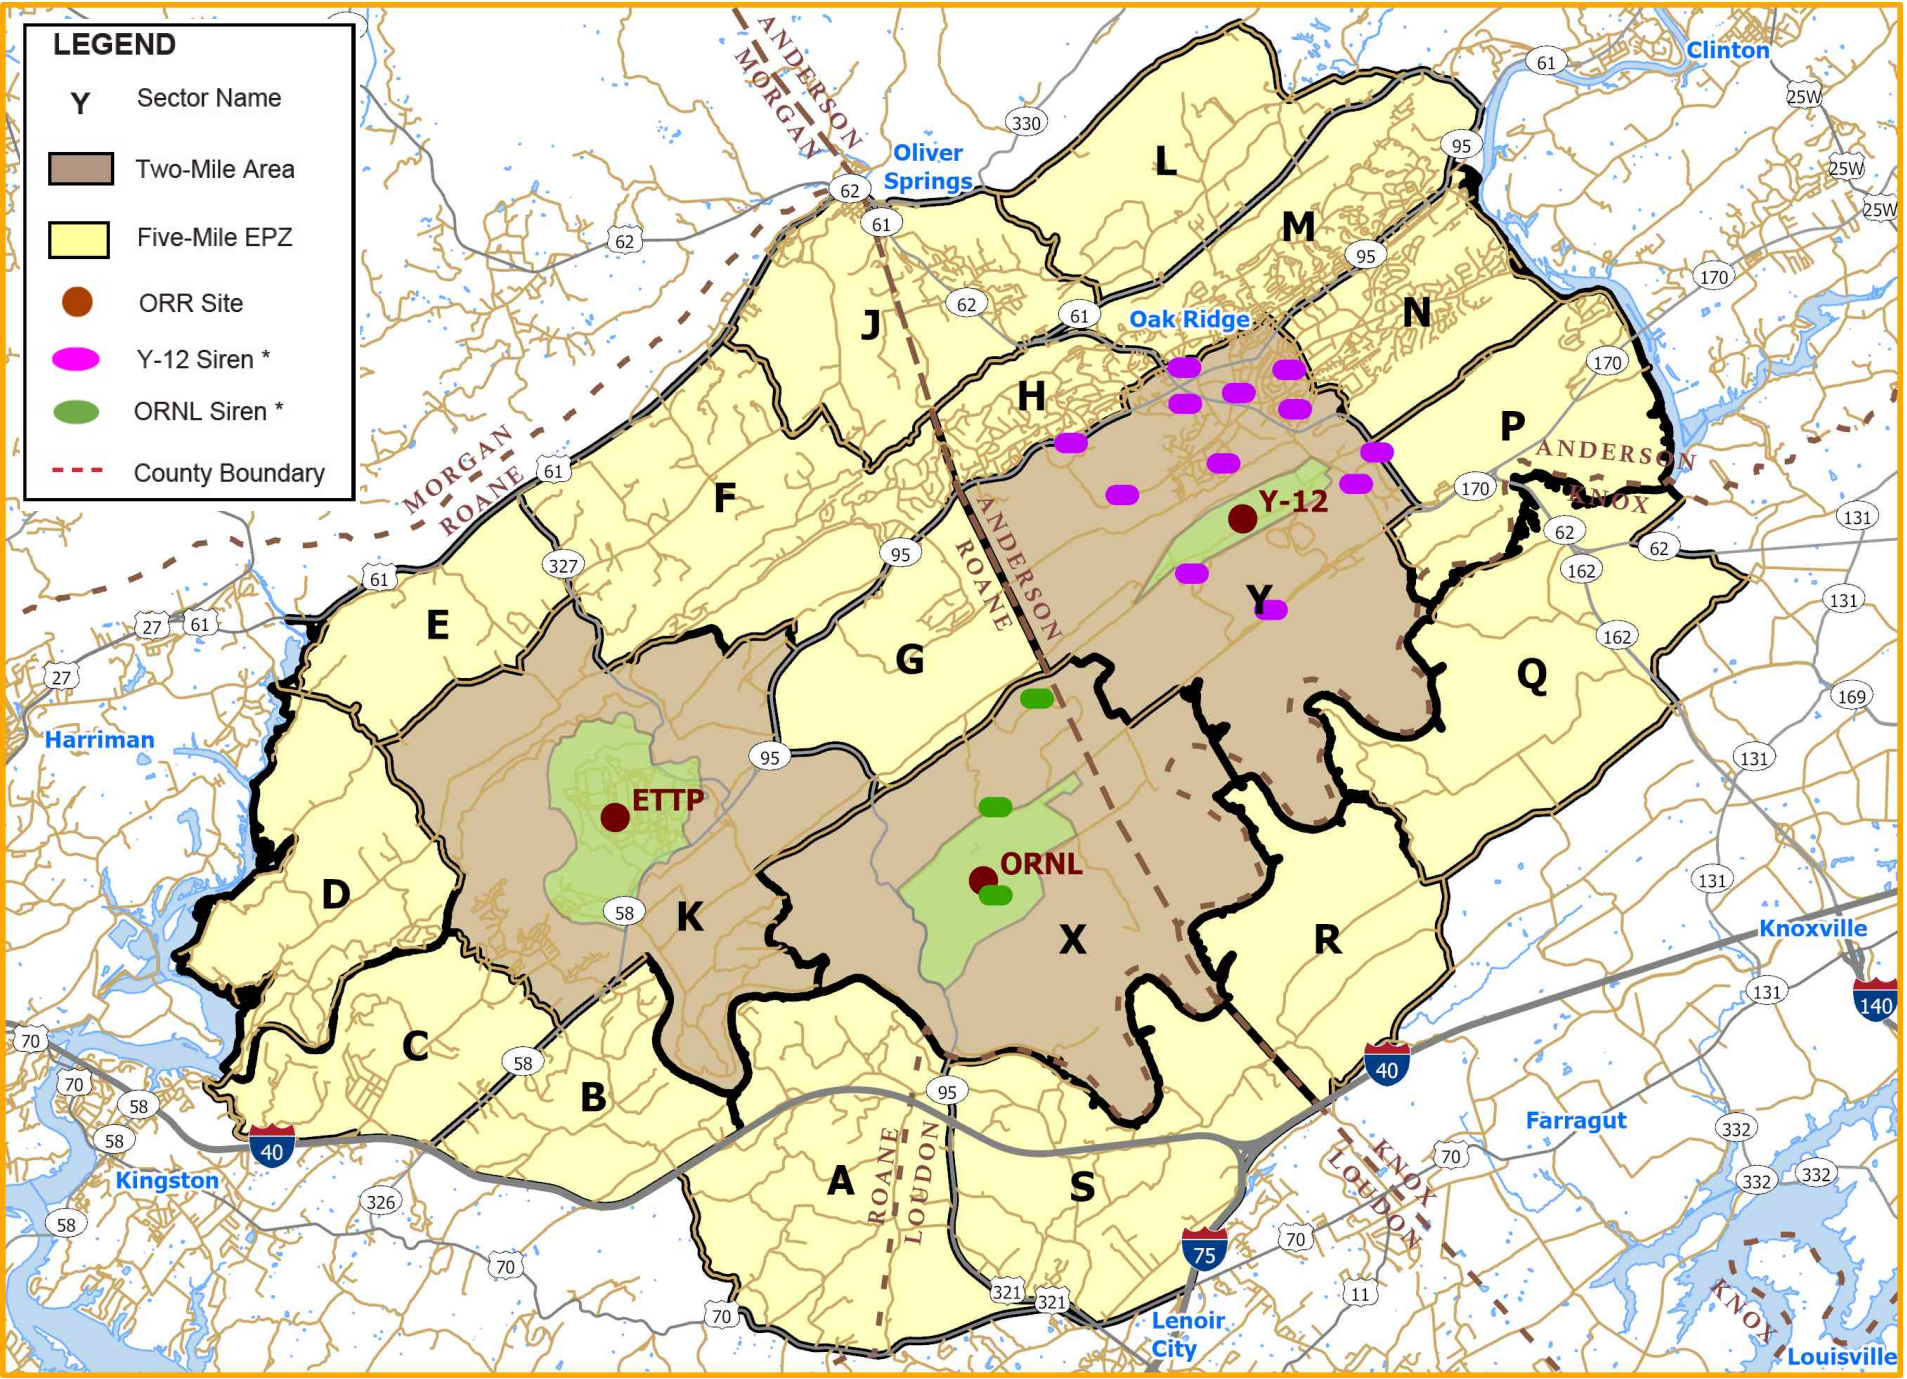 LEGEND
Y Sector Name
Two-Mile Area
Five-Mile EPZ
ORR Site
Y-12 Siren *
ORNL Siren *
County Boundary
ANDERSON
MORGAN
Clinton
61
25W
330
95
L
Oliver
Springs
25W
62
25W
61
62
M
95
170
62
61
Oak Ridge
N
J
170
H
P
ANDERSON
MORGAN
ROANE
61
F
170
KNOX
Y-12
ANDERSON
ROANE
131
62
62
95
327
162
61
Y
131
27
61
E
162
G
Q
27
169
Harriman
95
131
ETTP
ORNL
131
D
58
K
X
R
Knoxville
131
140
70
C
58
40
70
58
B
95
58
40
Farragut
332
KNOX
LOUDON
70
Kingston
326
A
ROANE
LOUDON
S
332
332
58
70
75
70
321
321
11
70
Lenoir
City
KNOX
Louisville